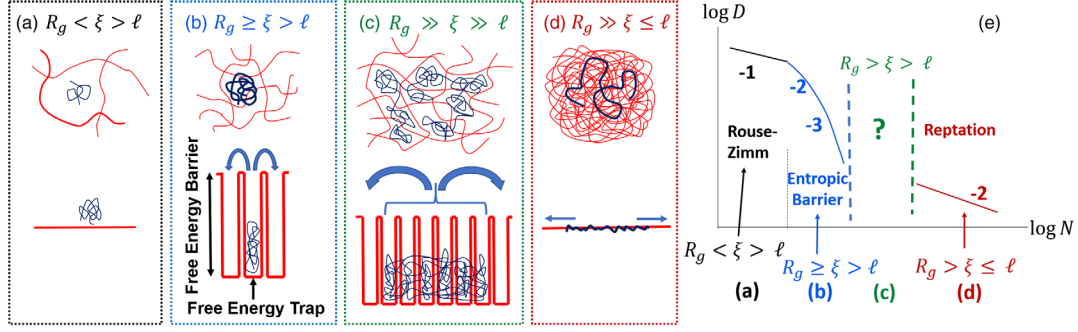 (a) R_g < ξ > ℓ
(b) R_g ≥ ξ > ℓ
Free Energy Barrier
Free Energy Trap
(c) R_g ≫ ξ ≫ ℓ
(d) R_g ≫ ξ ≤ ℓ
log D
(e)
-1
-2
-3
R_g > ξ > ℓ
?
Rouse-
Zimm
Entropic
Barrier
Reptation
-2
log N
R_g < ξ > ℓ
R_g ≥ ξ > ℓ
R_g > ξ ≤ ℓ
(a)
(b)
(c)
(d)